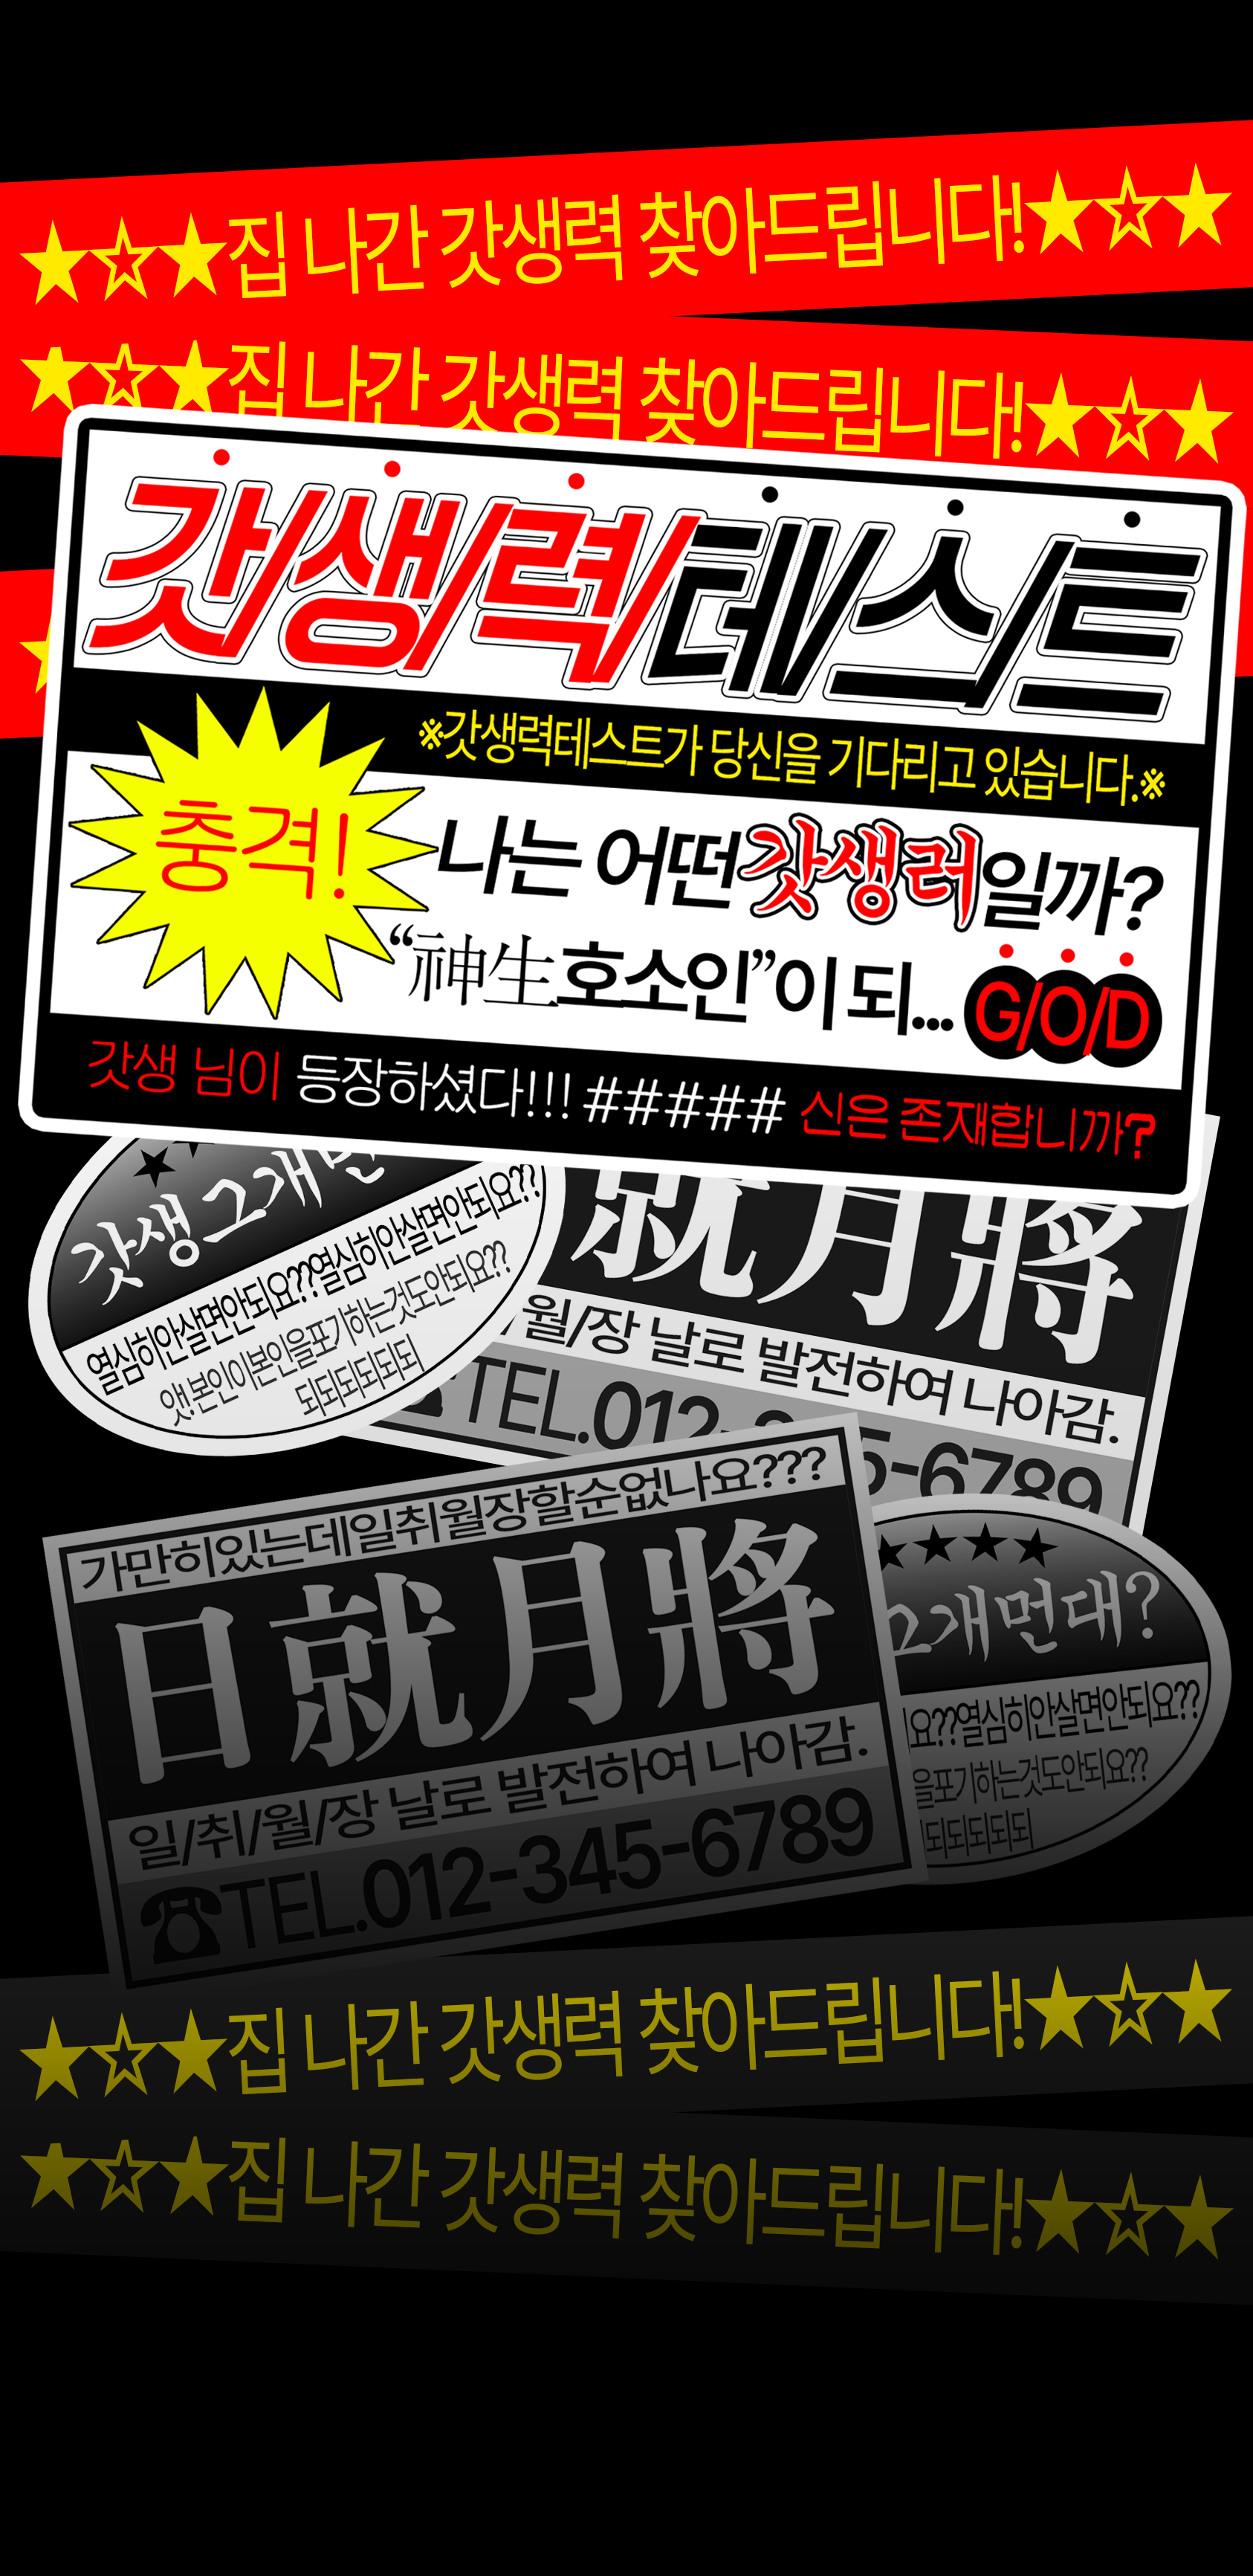 ★☆★집 나간 갓생력 찾아드립니다!★☆★
★☆★집 나간 갓생력 찾아드립니다!★☆★
갓/생/력/테/스/트
※갓생력테스트가 당신을 기다리고 있습니다.※
충격!
나는 어떤갓생러일까?
“神生호소인”이 되... G/O/D
갓생 님이 등장하셨다!!! ##### 신은 존재합니까?
갓생그개먼
열심히안살면안되요??열심히안살면안되요??
앳.본인이본인을포기하는것도안되요??
되되되되되되
就月將
월/장 날로 발전하여 나아감.
☎TEL.012-345-6789
가만히있는데일취월장할순없나요???
日就月將
일/취/월/장 날로 발전하여 나아감.
☎TEL.012-345-6789
★★★★
그개먼대?
요??열심히안살면안되요??
을포기하는것도안되요??
되되되되되
★☆★집 나간 갓생력 찾아드립니다!★☆★
★☆★집 나간 갓생력 찾아드립니다!★☆★